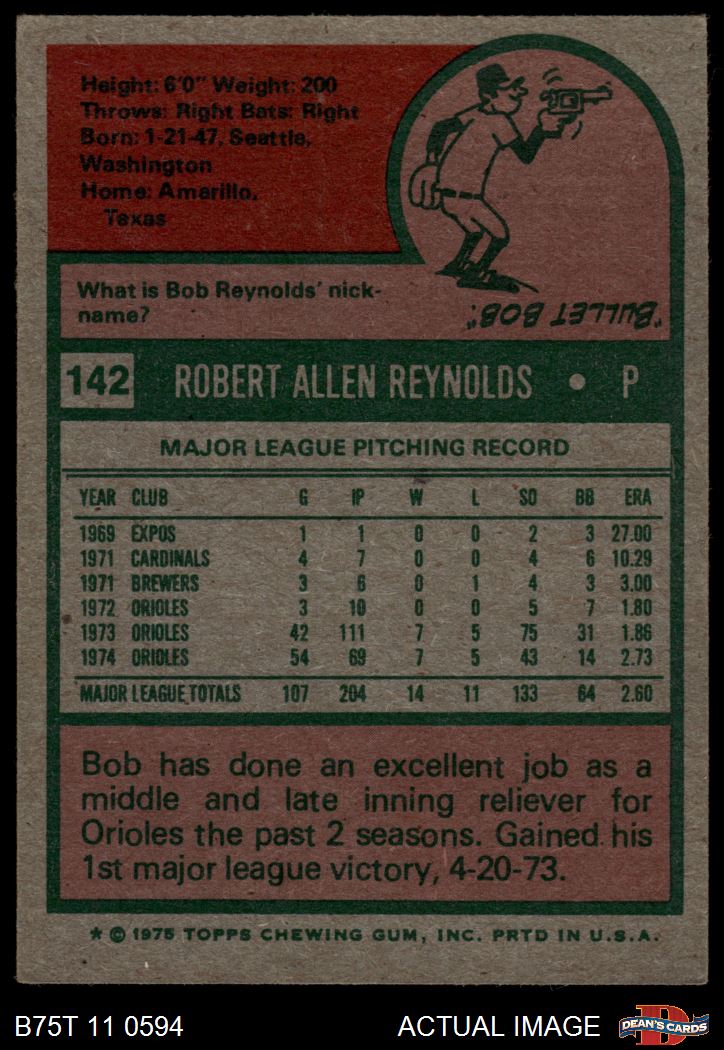 Height: 6'0" Weight: 200
Throws: Right Bats: Right
Born: 1-21-47, Seattle,
Washington
Home: Amarillo,
Texas
What is Bob Reynolds' nick-
name?
"BULLET BOB."
142 ROBERT ALLEN REYNOLDS • P
MAJOR LEAGUE PITCHING RECORD
YEAR CLUB G IP W L SO BB ERA
1969 EXPOS 1 1 0 0 2 3 27.00
1971 CARDINALS 4 7 0 0 4 6 10.29
1971 BREWERS 3 6 0 1 4 3 3.00
1972 ORIOLES 3 10 0 0 5 7 1.80
1973 ORIOLES 42 111 7 5 75 31 1.86
1974 ORIOLES 54 69 7 5 43 14 2.73
MAJOR LEAGUE TOTALS 107 204 14 11 133 64 2.60
Bob has done an excellent job as a
middle and late inning reliever for
Orioles the past 2 seasons. Gained his
1st major league victory, 4-20-73.
* © 1975 TOPPS CHEWING GUM, INC. PRTD IN U.S.A.
B75T 11 0594 ACTUAL IMAGE D DEAN'S CARDS